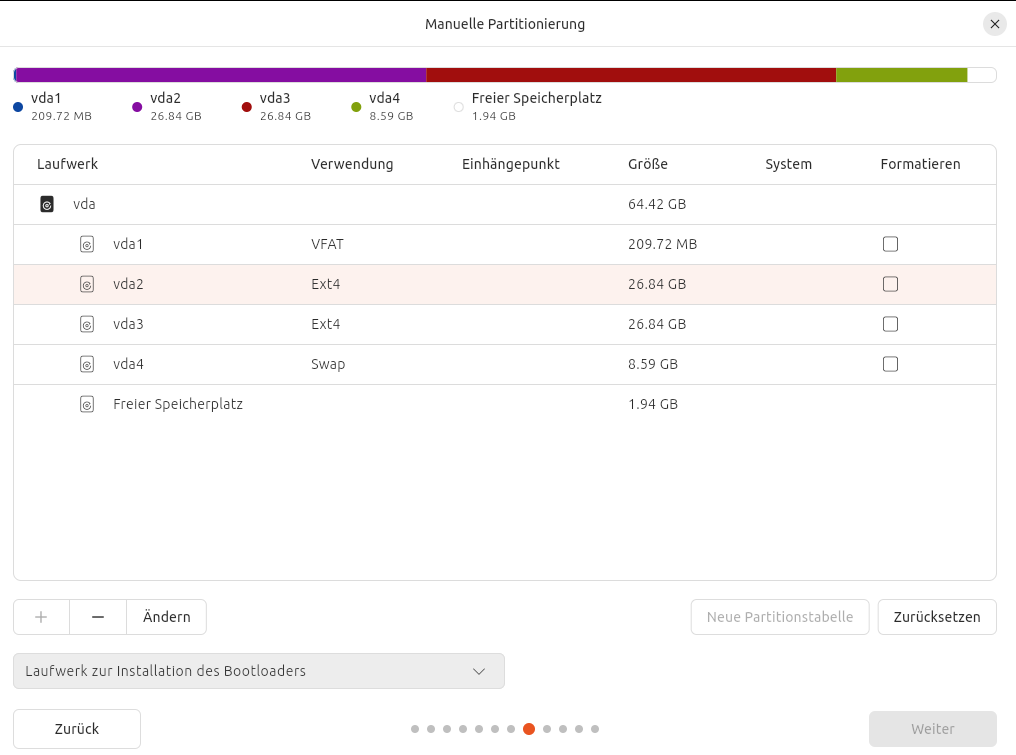 Manuelle Partitionierung
vda1 vda2 vda3 vda4 Freier Speicherplatz
209.72 MB 26.84 GB 26.84 GB 8.59 GB 1.94 GB
Laufwerk Verwendung Einhängepunkt Größe System Formatieren
vda 64.42 GB
vda1 VFAT 209.72 MB
vda2 Ext4 26.84 GB
vda3 Ext4 26.84 GB
vda4 Swap 8.59 GB
Freier Speicherplatz 1.94 GB
+ − Ändern Neue Partitionstabelle Zurücksetzen
Laufwerk zur Installation des Bootloaders
Zurück Weiter